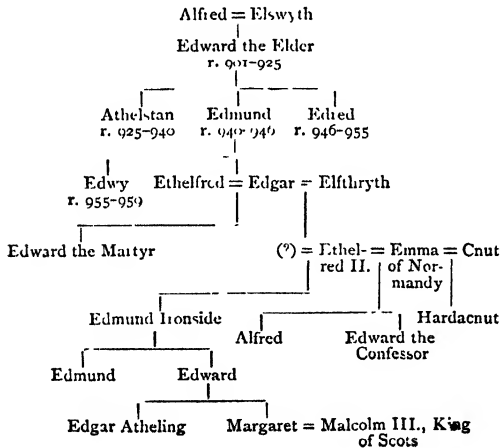 Alfred = Elswyth
Edward the Elder
r. 901-925
Athelstan Edmund Edred
r. 925-940 r. 940-946 r. 946-955
Edwy Ethelfred = Edgar = Elfthryth
r. 955-959
Edward the Martyr
(?) = Ethel- = Emma = Cnut
red II. of Nor-
mandy
Edmund Ironside Hardacnut
Alfred Edward the
Confessor
Edmund Edward
Edgar Atheling Margaret = Malcolm III., King
of Scots